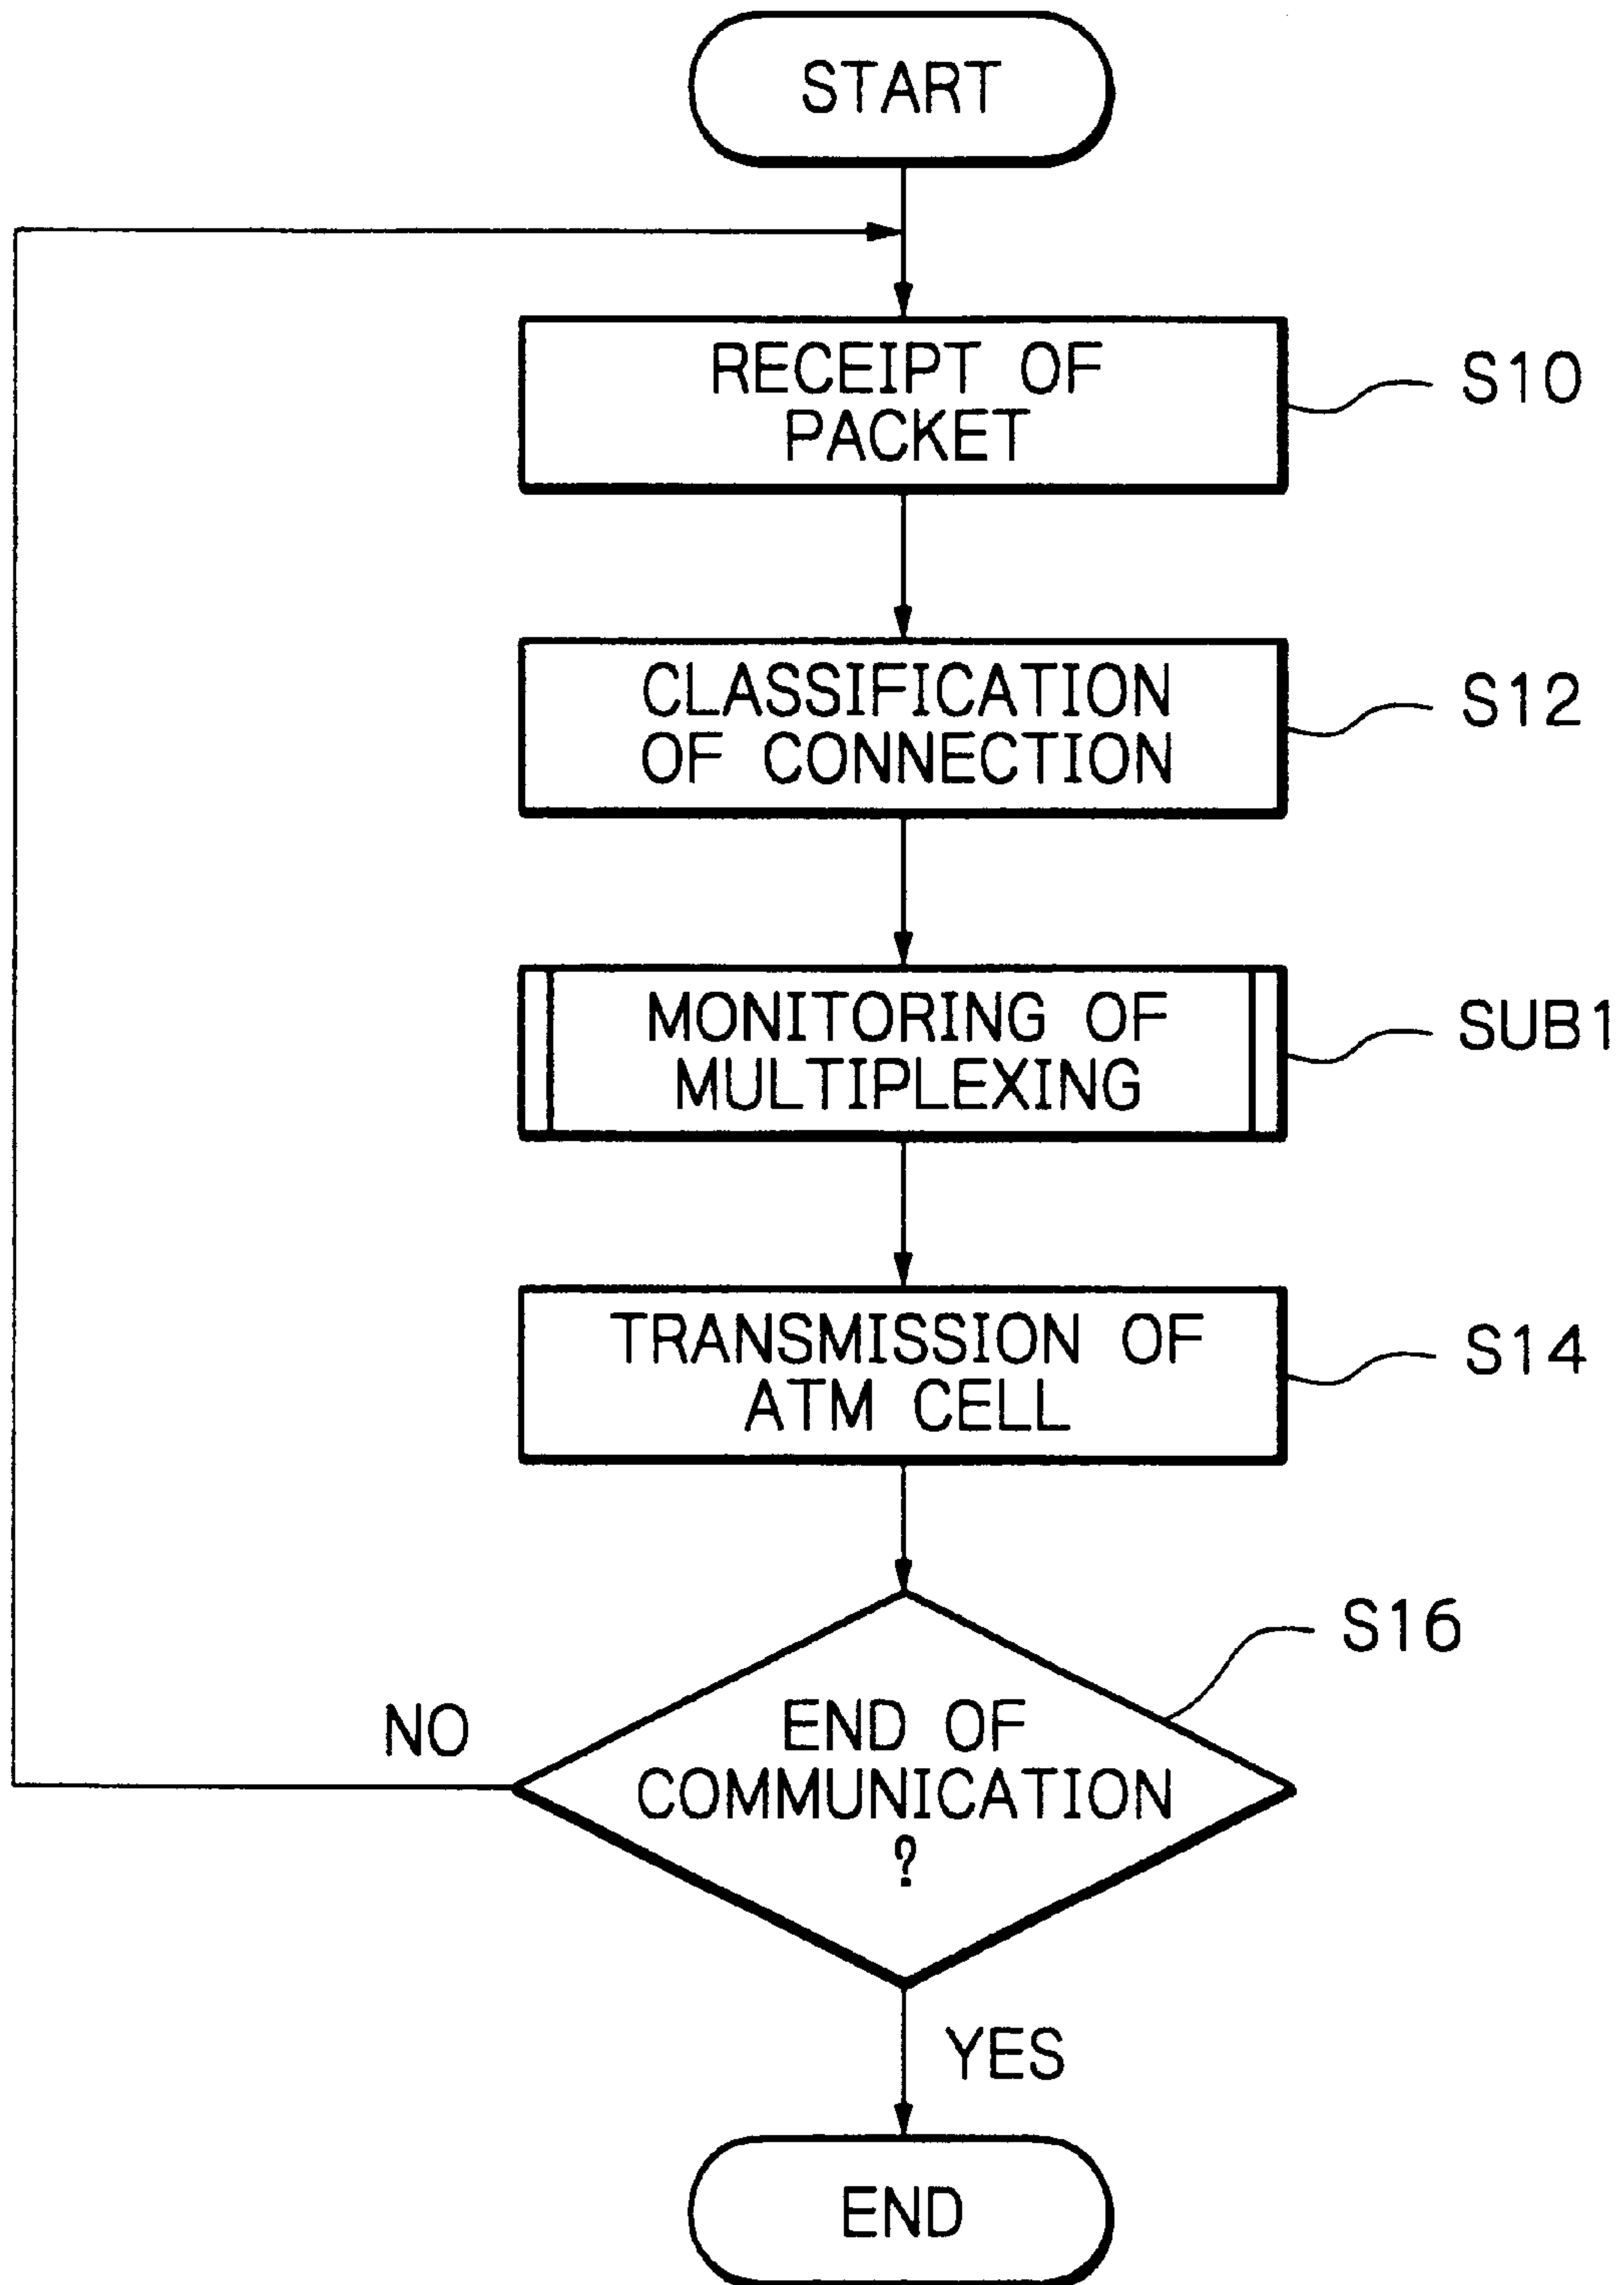 START
RECEIPT OF
PACKET
S10
CLASSIFICATION
OF CONNECTION
S12
MONITORING OF
MULTIPLEXING
SUB1
TRANSMISSION OF
ATM CELL
S14
S16
END OF
COMMUNICATION
?
NO
YES
END